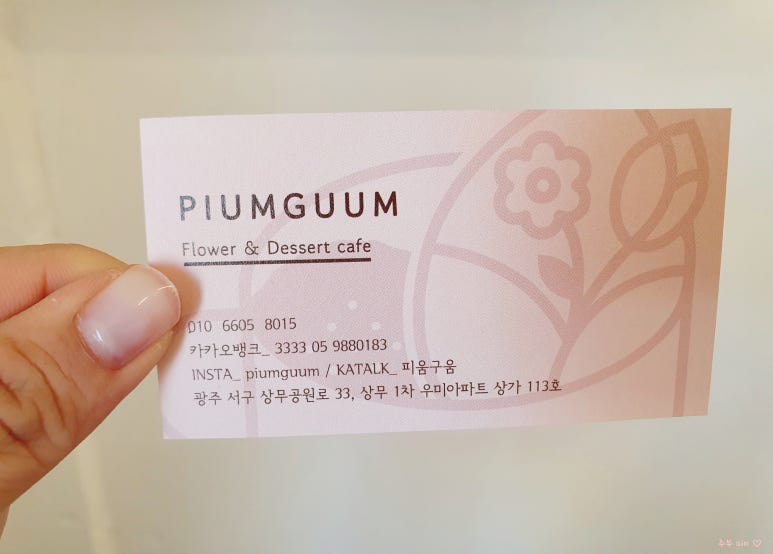 PIUMGUUM
Flower & Dessert cafe
010 6605 8015
카카오뱅크_ 3333 05 9880183
INSTA_ piumguum / KATALK_ 피움구움
광주 서구 상무공원로 33, 상무 1차 우미아파트 상가 113호